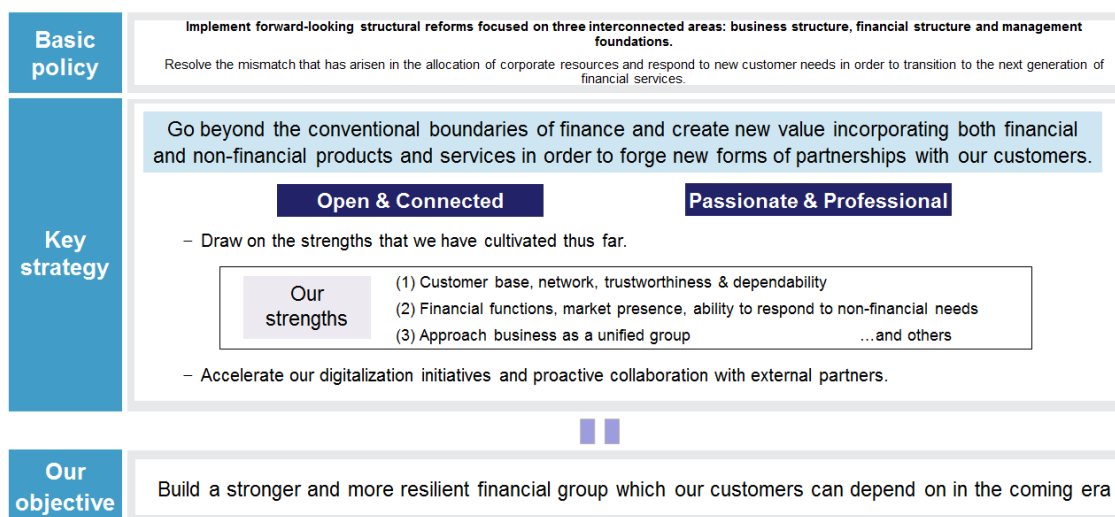 Basic
policy
Implement forward-looking structural reforms focused on three interconnected areas: business structure, financial structure and management
foundations.
Resolve the mismatch that has arisen in the allocation of corporate resources and respond to new customer needs in order to transition to the next generation of
financial services.
Key
strategy
Go beyond the conventional boundaries of finance and create new value incorporating both financial
and non-financial products and services in order to forge new forms of partnerships with our customers.
Open & Connected
Passionate & Professional
– Draw on the strengths that we have cultivated thus far.
Our
strengths
(1) Customer base, network, trustworthiness & dependability
(2) Financial functions, market presence, ability to respond to non-financial needs
(3) Approach business as a unified group …and others
– Accelerate our digitalization initiatives and proactive collaboration with external partners.
Our
objective
Build a stronger and more resilient financial group which our customers can depend on in the coming era